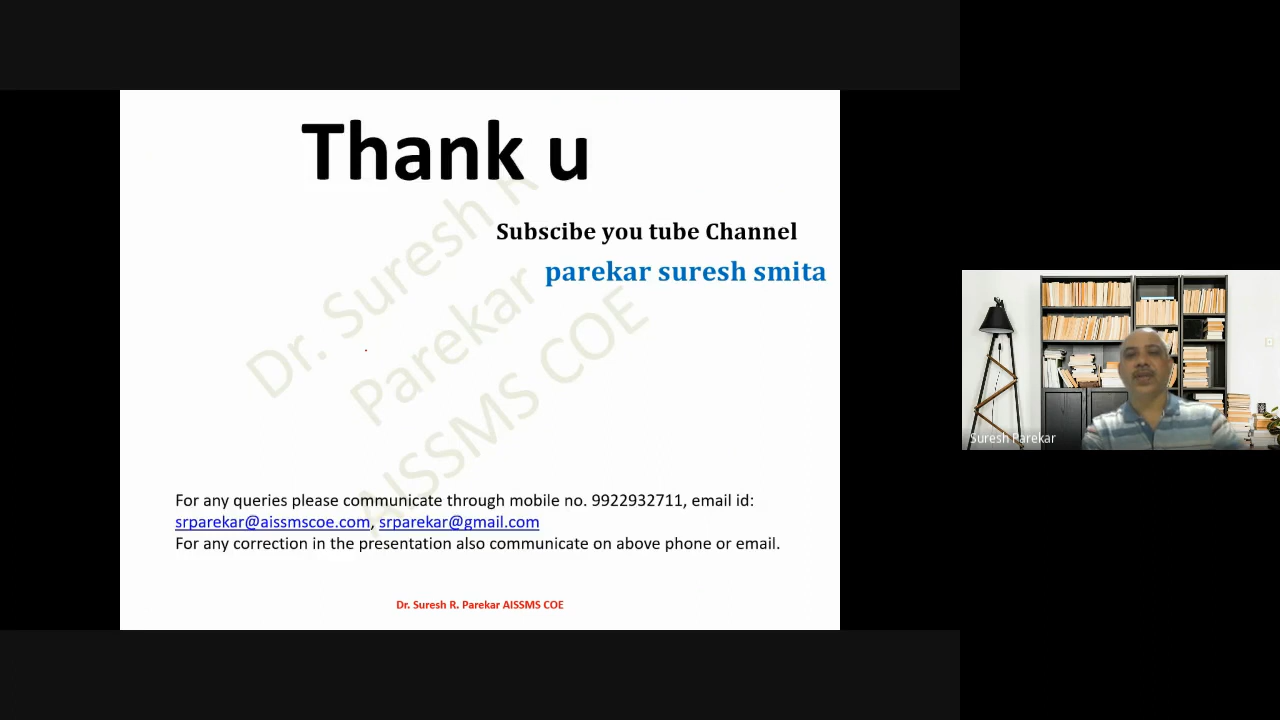 Thank u
Subscibe you tube Channel
parekar suresh smita
Dr. Suresh R
Parekar
AISSMS COE
For any queries please communicate through mobile no. 9922932711, email id:
srparekar@aissmscoe.com, srparekar@gmail.com
For any correction in the presentation also communicate on above phone or email.
Dr. Suresh R. Parekar AISSMS COE
Suresh Parekar